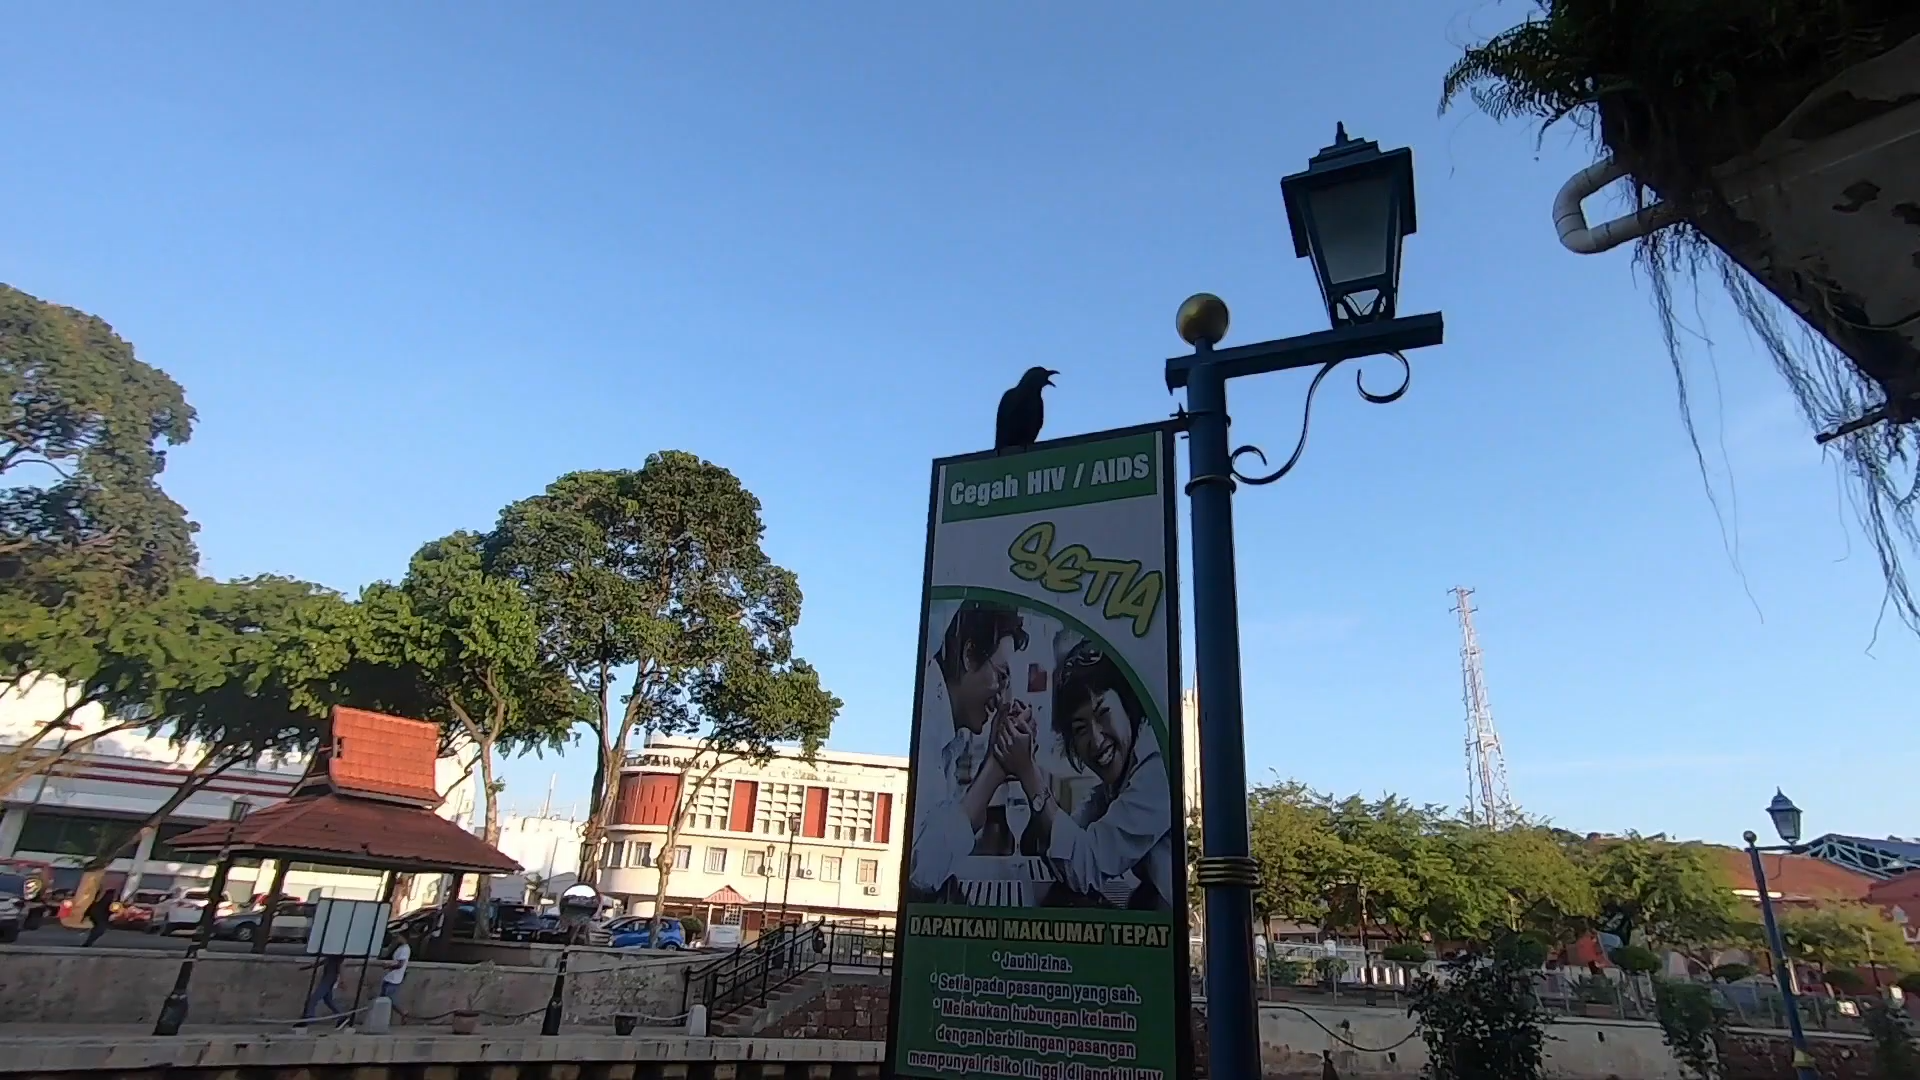 Cegah HIV / AIDS
SETIA
DAPATKAN MAKLUMAT TEPAT
• Jauhi zina.
• Setia pada pasangan yang sah.
• Melakukan hubungan kelamin
dengan berbilangan pasangan
mempunyai risiko tinggi dijangkiti HIV